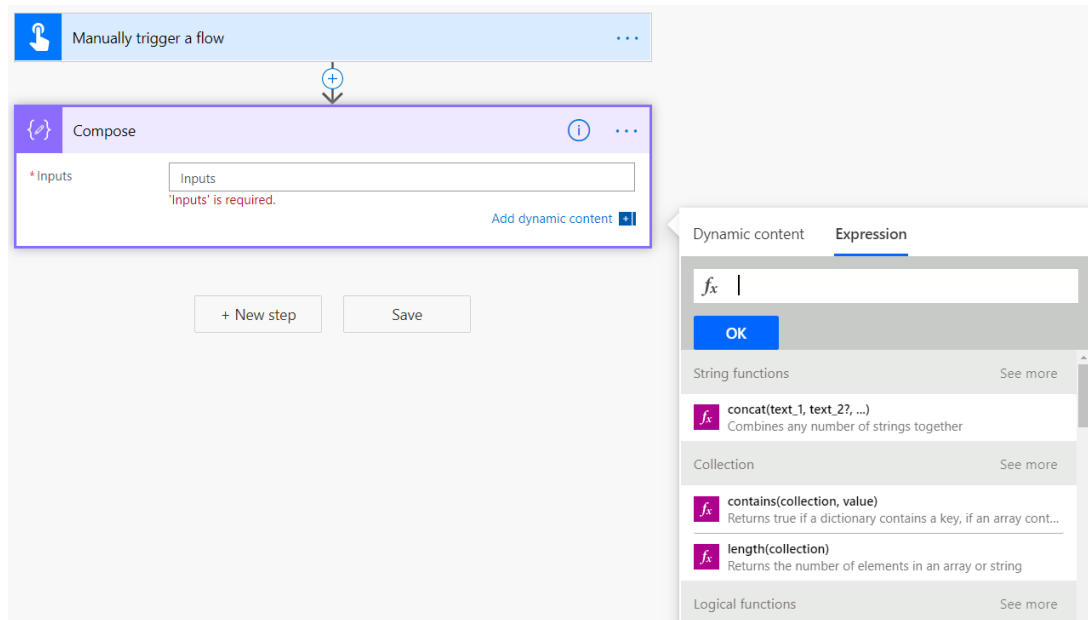 Manually trigger a flow
Compose
*Inputs
Inputs
'Inputs' is required.
Add dynamic content
Dynamic content Expression
fx
OK
+ New step Save
String functions See more
fx concat(text_1, text_2?, ...)
Combines any number of strings together
Collection See more
fx contains(collection, value)
Returns true if a dictionary contains a key, if an array cont...
fx length(collection)
Returns the number of elements in an array or string
Logical functions See more